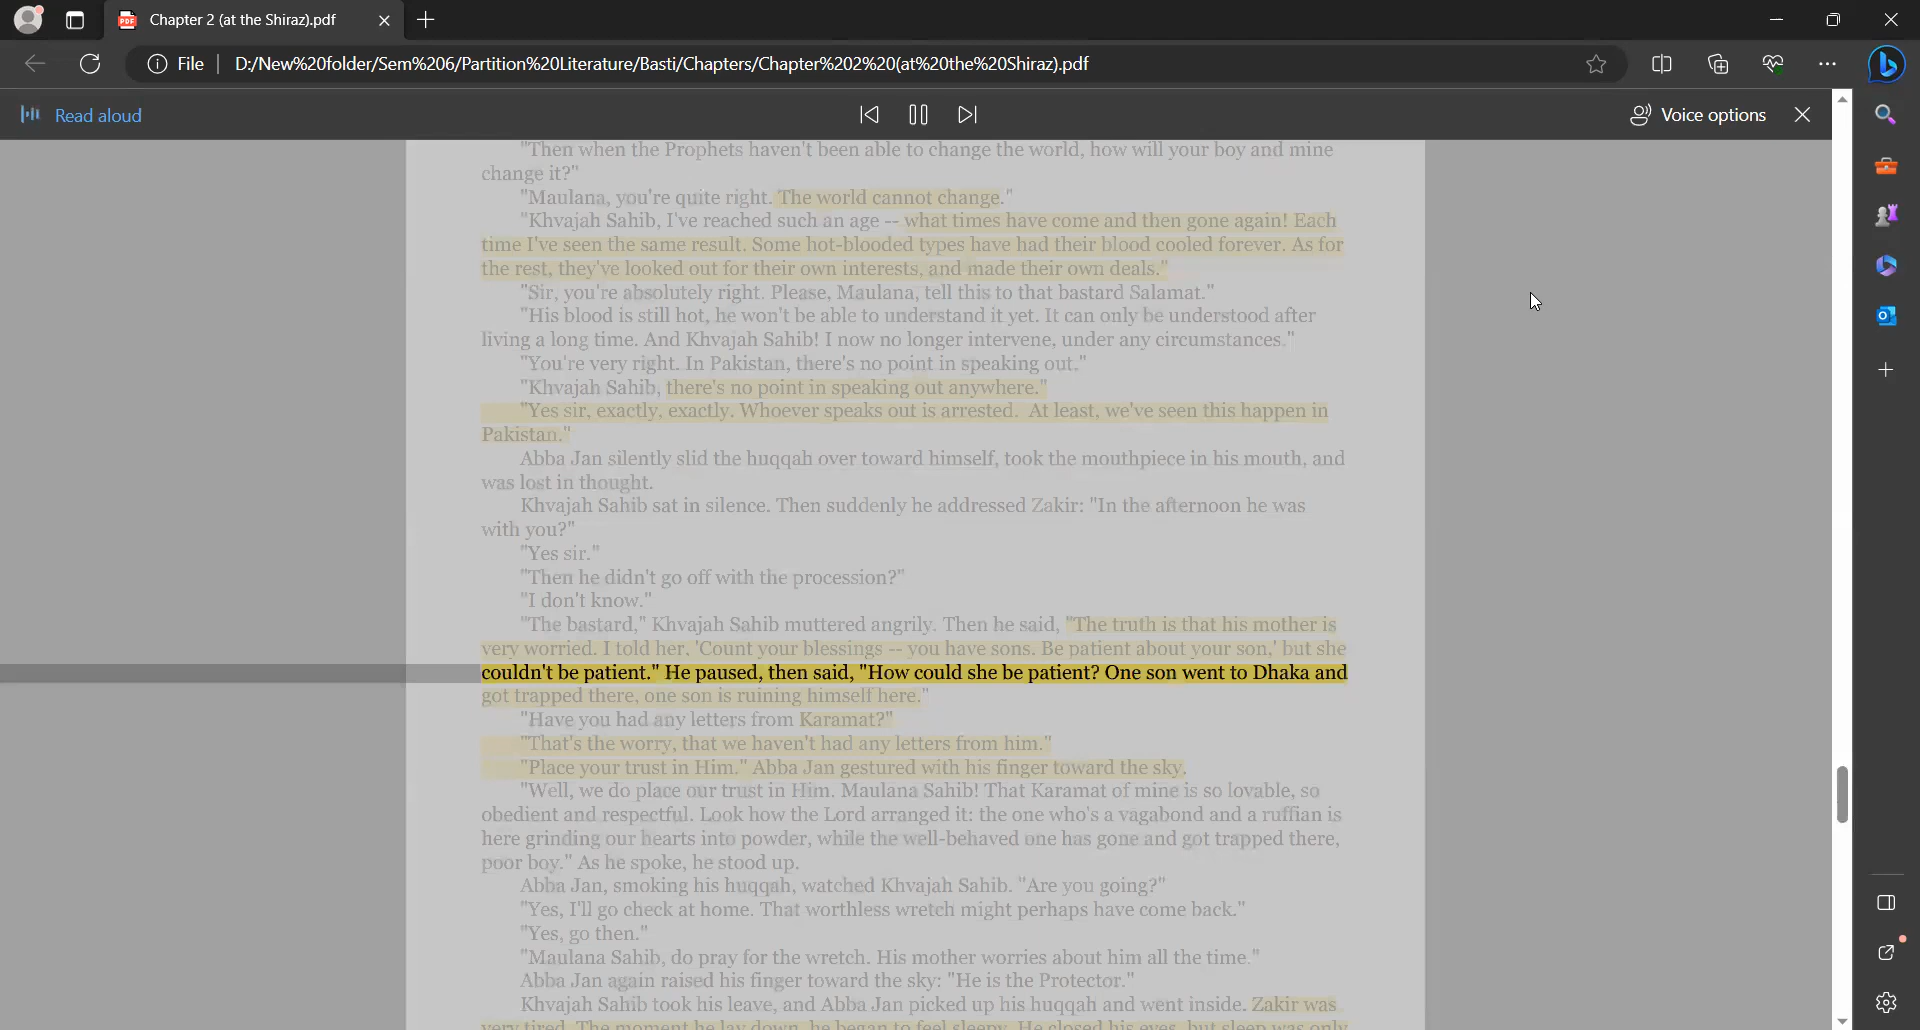 Chapter 2 (at the Shiraz).pdf
File
D:/New%20folder/Sem%206/Partition%20Literature/Basti/Chapters/Chapter%202%20(at%20the%20Shiraz).pdf
Read aloud
Voice options
"Then when the Prophets haven't been able to change the world, how will your boy and mine
change it?"
"Maulana, you're quite right. The world cannot change."
"Khvajah Sahib, I've reached such an age -- what times have come and then gone again! Each
time I've seen the same result. Some hot-blooded types have had their blood cooled forever. As for
the rest, they've looked out for their own interests, and made their own deals."
"Sir, you're absolutely right. Please, Maulana, tell this to that bastard Salamat."
"His blood is still hot, he won't be able to understand it yet. It can only be understood after
living a long time. And Khvajah Sahib! I now no longer intervene, under any circumstances."
"You're very right. In Pakistan, there's no point in speaking out."
"Khvajah Sahib, there's no point in speaking out anywhere."
"Yes sir, exactly, exactly. Whoever speaks out is arrested. At least, we've seen this happen in
Pakistan."
Abba Jan silently slid the huqqah over toward himself, took the mouthpiece in his mouth, and
was lost in thought.
Khvajah Sahib sat in silence. Then suddenly he addressed Zakir: "In the afternoon he was
with you?"
"Yes sir."
"Then he didn't go off with the procession?"
"I don't know."
"The bastard," Khvajah Sahib muttered angrily. Then he said, "The truth is that his mother is
very worried. I told her, 'Count your blessings -- you have sons. Be patient about your son,' but she
couldn't be patient." He paused, then said, "How could she be patient? One son went to Dhaka and
got trapped there, one son is ruining himself here."
"Have you had any letters from Karamat?"
"That's the worry, that we haven't had any letters from him."
"Place your trust in Him." Abba Jan gestured with his finger toward the sky.
"Well, we do place our trust in Him. Maulana Sahib! That Karamat of mine is so lovable, so
obedient and respectful. Look how the Lord arranged it: the one who's a vagabond and a ruffian is
here grinding our hearts into powder, while the well-behaved one has gone and got trapped there,
poor boy." As he spoke, he stood up.
Abba Jan, smoking his huqqah, watched Khvajah Sahib. "Are you going?"
"Yes, I'll go check at home. That worthless wretch might perhaps have come back."
"Yes, go then."
"Maulana Sahib, do pray for the wretch. His mother worries about him all the time."
Abba Jan again raised his finger toward the sky: "He is the Protector."
Khvajah Sahib took his leave, and Abba Jan picked up his huqqah and went inside. Zakir was
very tired. The moment he lay down, he began to feel sleepy. He closed his eyes, but sleep was only